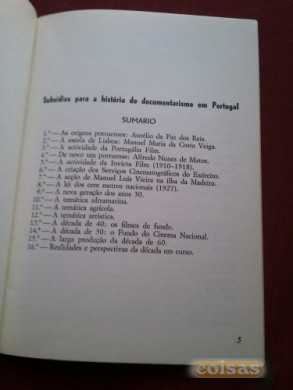 Subsídios para a história do documentarismo em Portugal
SUMARIO
1.º — As origens portuenses: Aurélio da Paz dos Reis.
2.º — A escola de Lisboa: Manuel Maria da Costa Veiga.
3.º — A actividade da Portugália Film.
4.º — De novo um portuense: Alfredo Nunes de Matos.
5.º — A actividade da Invicta Film (1910-1918).
6.º — A criação dos Serviços Cinematográficos do Exército.
7.º — A acção de Manuel Luís Vieira na ilha da Madeira.
8.º — A lei dos cem metros nacionais (1927).
9.º — A nova geração dos anos 30.
10.º — A temática ultramarina.
11.º — A temática agrícola.
12.º — A temática artística.
13.º — A década de 40: os filmes de fundo.
14.º — A década de 50: o Fundo do Cinema Nacional.
15.º — A larga produção da década de 60.
16.º — Realidades e perspectivas da década em curso.
5
coisas